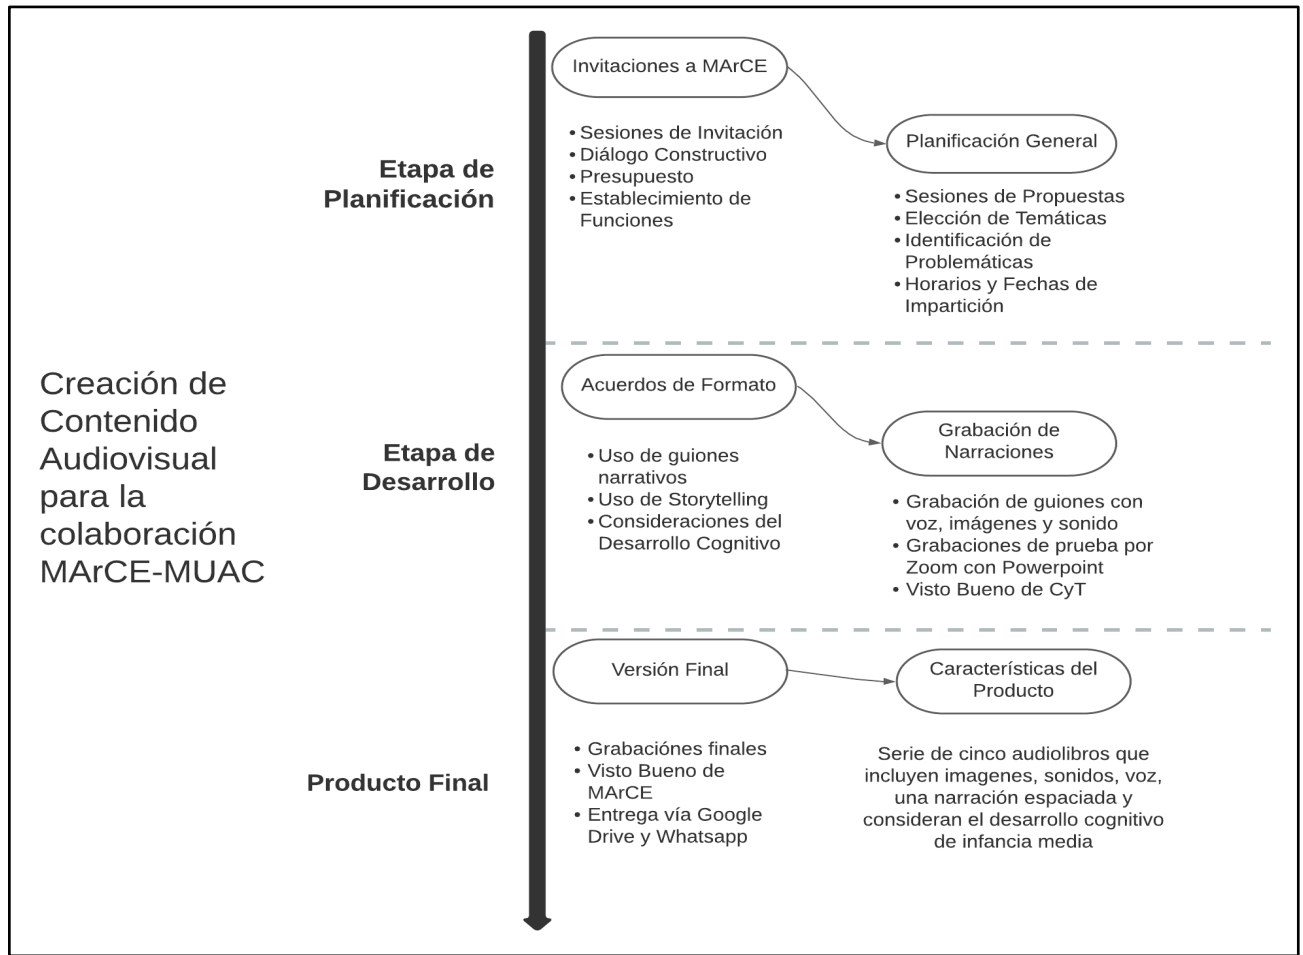 Creación de
Contenido
Audiovisual
para la
colaboración
MArCE-MUAC
Etapa de
Planificación
Invitaciones a MArCE
• Sesiones de Invitación
• Diálogo Constructivo
• Presupuesto
• Establecimiento de
Funciones
Planificación General
• Sesiones de Propuestas
• Elección de Temáticas
• Identificación de
Problemáticas
• Horarios y Fechas de
Impartición
Etapa de
Desarrollo
Acuerdos de Formato
• Uso de guiones
narrativos
• Uso de Storytelling
• Consideraciones del
Desarrollo Cognitivo
Grabación de
Narraciones
• Grabación de guiones con
voz, imágenes y sonido
• Grabaciones de prueba por
Zoom con Powerpoint
• Visto Bueno de CyT
Producto Final
Versión Final
• Grabaciónes finales
• Visto Bueno de
MArCE
• Entrega vía Google
Drive y Whatsapp
Características del
Producto
Serie de cinco audiolibros que
incluyen imagenes, sonidos, voz,
una narración espaciada y
consideran el desarrollo cognitivo
de infancia media